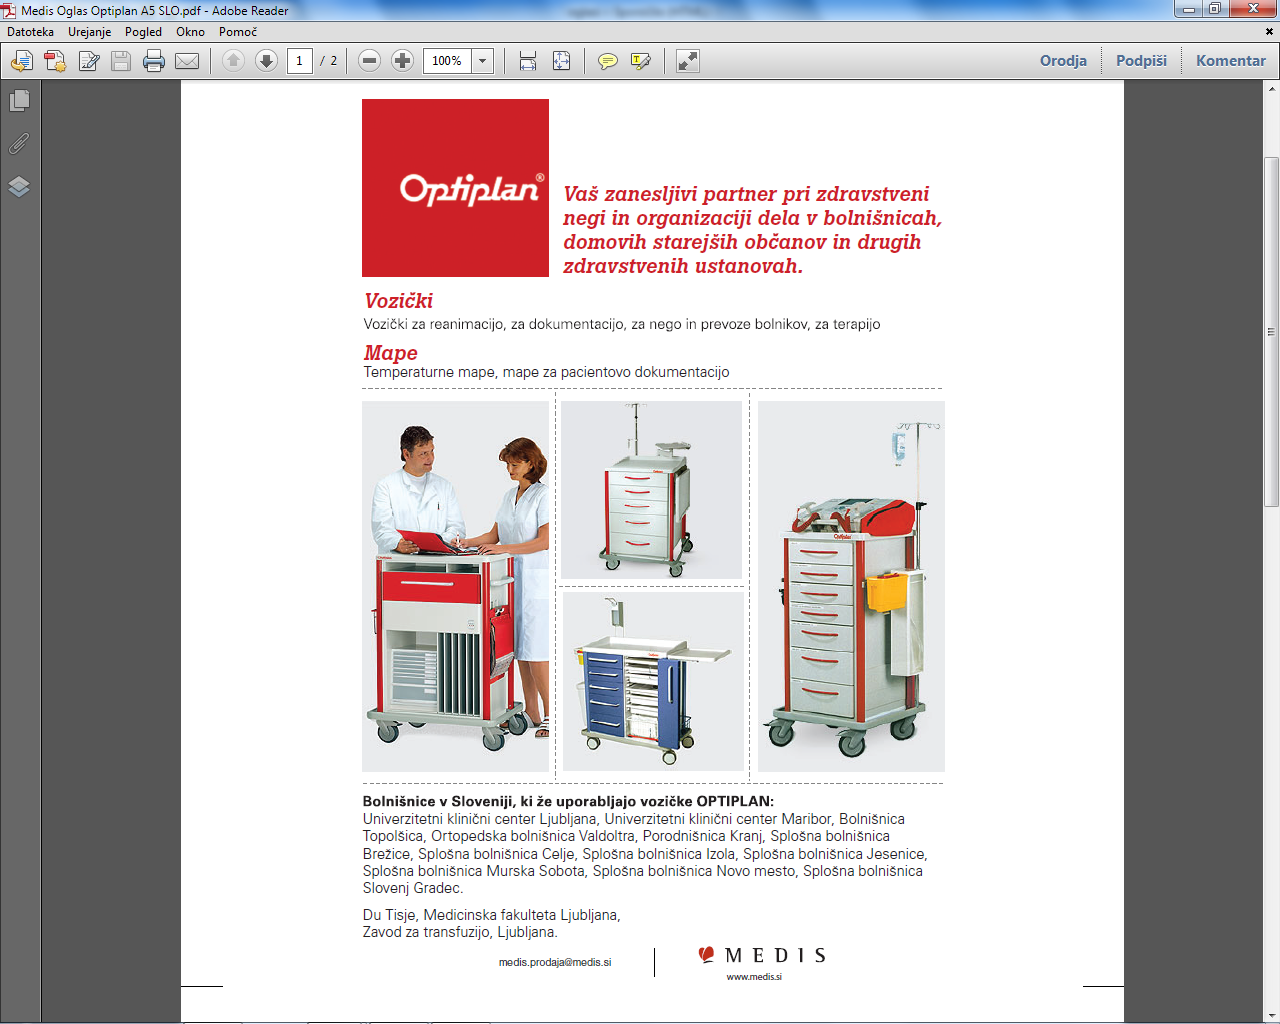 Medis Oglas Optiplan A5 SLO.pdf - Adobe Reader
Datoteka Urejanje Pogled Okno Pomoč
1 / 2 100% Orodja Podpiši Komentar
Optiplan®
Vaš zanesljivi partner pri zdravstveni
negi in organizaciji dela v bolnišnicah,
domovih starejših občanov in drugih
zdravstvenih ustanovah.
Vozički
Vozički za reanimacijo, za dokumentacijo, za nego in prevoze bolnikov, za terapijo
Mape
Temperaturne mape, mape za pacientovo dokumentacijo
Optiplan
Bolnišnice v Sloveniji, ki že uporabljajo vozičke OPTIPLAN:
Univerzitetni klinični center Ljubljana, Univerzitetni klinični center Maribor, Bolnišnica
Topolšica, Ortopedska bolnišnica Valdoltra, Porodnišnica Kranj, Splošna bolnišnica
Brežice, Splošna bolnišnica Celje, Splošna bolnišnica Izola, Splošna bolnišnica Jesenice,
Splošna bolnišnica Murska Sobota, Splošna bolnišnica Novo mesto, Splošna bolnišnica
Slovenj Gradec.
Du Tisje, Medicinska fakulteta Ljubljana,
Zavod za transfuzijo, Ljubljana.
medis.prodaja@medis.si
MEDIS
www.medis.si